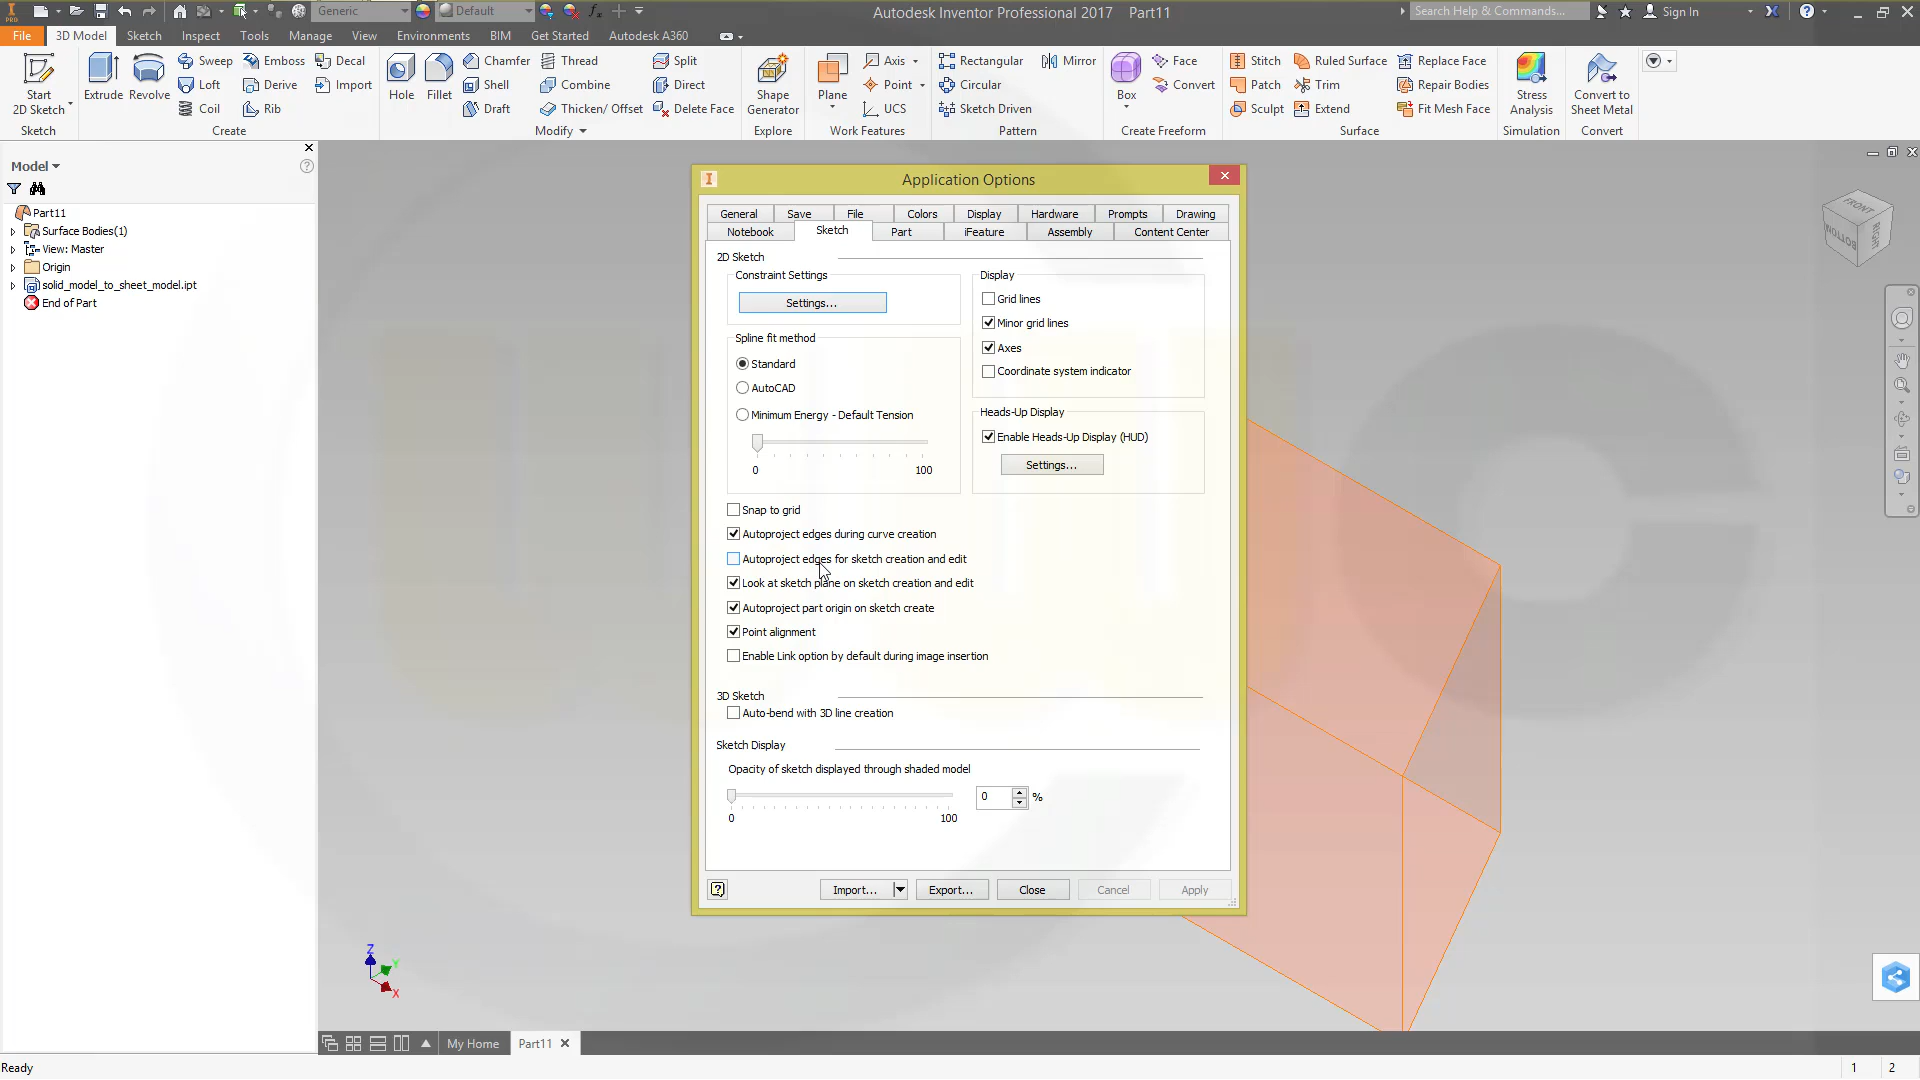 Generic
Default
Autodesk Inventor Professional 2017 Part11
Search Help & Commands...
Sign In
File 3D Model Sketch Inspect Tools Manage View Environments BIM Get Started Autodesk A360
Start
2D Sketch
Sketch
Extrude
Revolve
Sweep
Loft
Coil
Emboss
Derive
Rib
Decal
Import
Create
Hole
Fillet
Chamfer
Shell
Draft
Thread
Combine
Thicken/ Offset
Split
Direct
Delete Face
Modify
Shape
Generator
Explore
Plane
Axis
Point
UCS
Work Features
Rectangular
Circular
Sketch Driven
Mirror
Pattern
Box
Face
Convert
Create Freeform
Stitch
Patch
Sculpt
Ruled Surface
Trim
Extend
Replace Face
Repair Bodies
Fit Mesh Face
Surface
Stress
Analysis
Simulation
Convert to
Sheet Metal
Convert
Model
Part11
Surface Bodies(1)
View: Master
Origin
solid_model_to_sheet_model.ipt
End of Part
Application Options
General Save File Colors Display Hardware Prompts Drawing
Notebook Sketch Part iFeature Assembly Content Center
2D Sketch
Constraint Settings
Settings...
Spline fit method
Standard
AutoCAD
Minimum Energy - Default Tension
0 100
Display
Grid lines
Minor grid lines
Axes
Coordinate system indicator
Heads-Up Display
Enable Heads-Up Display (HUD)
Settings...
Snap to grid
Autoproject edges during curve creation
Autoproject edges for sketch creation and edit
Look at sketch plane on sketch creation and edit
Autoproject part origin on sketch create
Point alignment
Enable Link option by default during image insertion
3D Sketch
Auto-bend with 3D line creation
Sketch Display
Opacity of sketch displayed through shaded model
0 %
0 100
Import... Export... Close Cancel Apply
FRONT
BOTTOM
RIGHT
Z
Y
X
My Home Part11
Ready
1 2